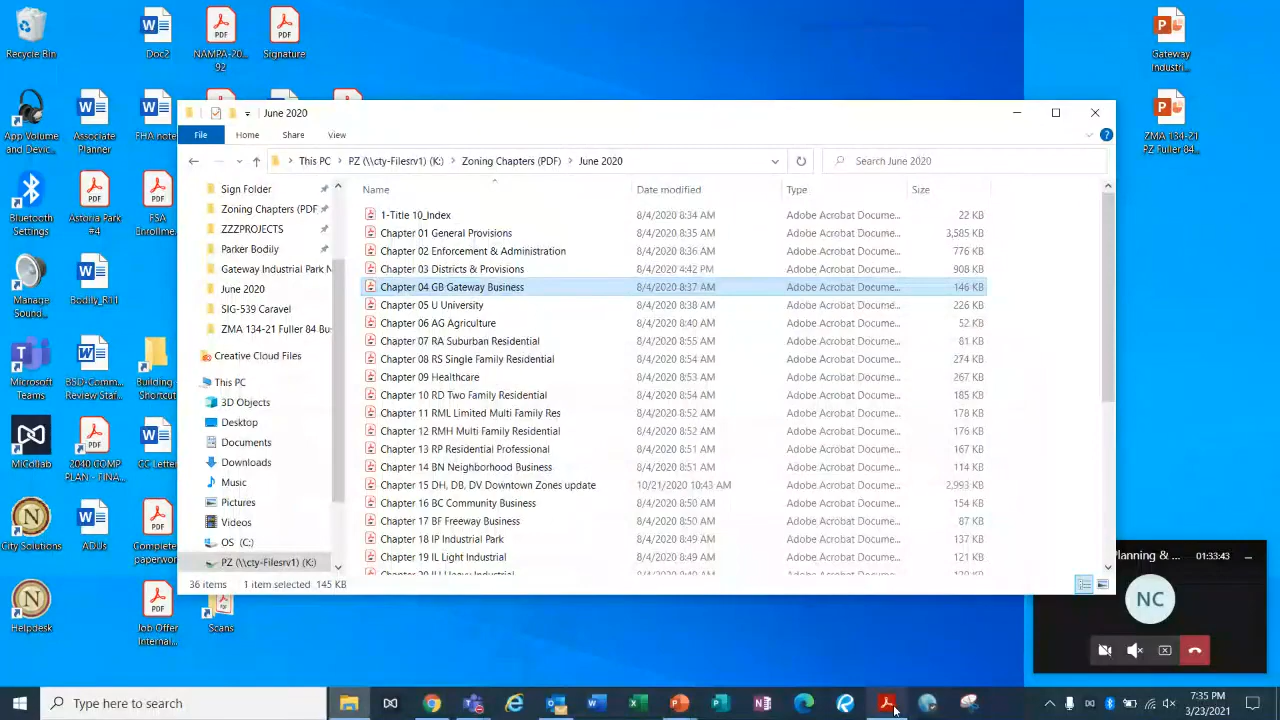 Recycle Bin
Doc2
NAMPA-20...
92
Signature
Gateway
Industri...
App Volume
and Devic...
Associate
Planner
FHA note
ZMA 134-21
PZ Fuller 84...
Bluetooth
Settings
Astoria Park
#4
FSA
Enrollme...
Manage
Sound...
Bodily_R11
Microsoft
Teams
BSD-Comm...
Review Staf...
Building -
Shortcut
MiCollab
2040 COMP
PLAN - FINA...
CC Letter
City Solutions
ADUs
Complete
paperwor
Helpdesk
Job Offer
Internal...
Scans
June 2020
File
Home
Share
View
This PC
PZ (\\cty-Filesrv1) (K:)
Zoning Chapters (PDF)
June 2020
Search June 2020
Sign Folder
Zoning Chapters (PDF
ZZZPROJECTS
Parker Bodily
Gateway Industrial Park N
June 2020
SIG-539 Caravel
ZMA 134-21 Fuller 84 Bu
Creative Cloud Files
This PC
3D Objects
Desktop
Documents
Downloads
Music
Pictures
Videos
OS (C:)
PZ (\\cty-Filesrv1) (K:)
Name Date modified Type Size
1-Title 10_Index 8/4/2020 8:34 AM Adobe Acrobat Docume... 22 KB
Chapter 01 General Provisions 8/4/2020 8:35 AM Adobe Acrobat Docume... 3,585 KB
Chapter 02 Enforcement & Administration 8/4/2020 8:36 AM Adobe Acrobat Docume... 776 KB
Chapter 03 Districts & Provisions 8/4/2020 4:42 PM Adobe Acrobat Docume... 908 KB
Chapter 04 GB Gateway Business 8/4/2020 8:37 AM Adobe Acrobat Docume... 146 KB
Chapter 05 U University 8/4/2020 8:38 AM Adobe Acrobat Docume... 226 KB
Chapter 06 AG Agriculture 8/4/2020 8:40 AM Adobe Acrobat Docume... 52 KB
Chapter 07 RA Suburban Residential 8/4/2020 8:55 AM Adobe Acrobat Docume... 81 KB
Chapter 08 RS Single Family Residential 8/4/2020 8:54 AM Adobe Acrobat Docume... 274 KB
Chapter 09 Healthcare 8/4/2020 8:53 AM Adobe Acrobat Docume... 267 KB
Chapter 10 RD Two Family Residential 8/4/2020 8:54 AM Adobe Acrobat Docume... 185 KB
Chapter 11 RML Limited Multi Family Res 8/4/2020 8:52 AM Adobe Acrobat Docume... 178 KB
Chapter 12 RMH Multi Family Residential 8/4/2020 8:52 AM Adobe Acrobat Docume... 176 KB
Chapter 13 RP Residential Professional 8/4/2020 8:51 AM Adobe Acrobat Docume... 167 KB
Chapter 14 BN Neighborhood Business 8/4/2020 8:51 AM Adobe Acrobat Docume... 114 KB
Chapter 15 DH, DB, DV Downtown Zones update 10/21/2020 10:43 AM Adobe Acrobat Docume... 2,993 KB
Chapter 16 BC Community Business 8/4/2020 8:50 AM Adobe Acrobat Docume... 154 KB
Chapter 17 BF Freeway Business 8/4/2020 8:50 AM Adobe Acrobat Docume... 87 KB
Chapter 18 IP Industrial Park 8/4/2020 8:49 AM Adobe Acrobat Docume... 137 KB
Chapter 19 IL Light Industrial 8/4/2020 8:49 AM Adobe Acrobat Docume... 121 KB
36 items 1 item selected 145 KB
Planning & ... 01:33:43
NC
Type here to search
7:35 PM
3/23/2021